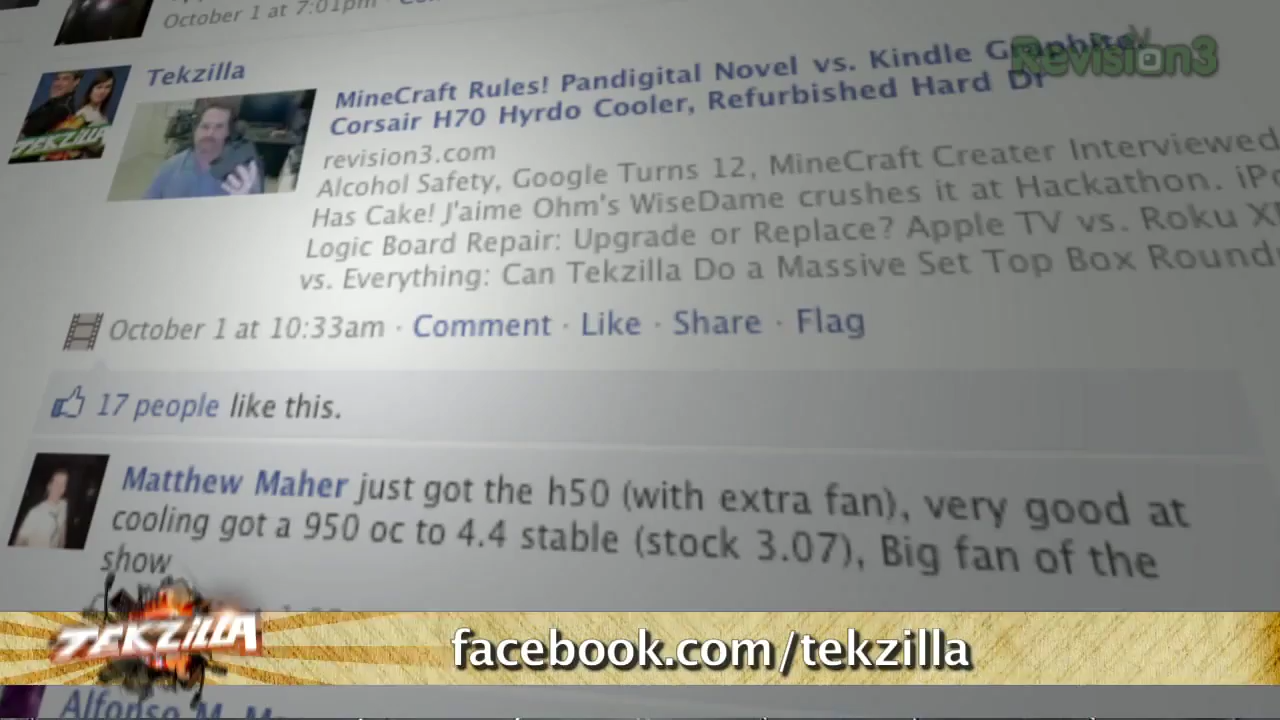 October 1 at 7:01pm
Revision3
Tekzilla
TEKZILLA
MineCraft Rules! Pandigital Novel vs. Kindle Graphite,
Corsair H70 Hyrdo Cooler, Refurbished Hard Dr
revision3.com
Alcohol Safety, Google Turns 12, MineCraft Creater Interviewed
Has Cake! J'aime Ohm's WiseDame crushes it at Hackathon.
Logic Board Repair: Upgrade or Replace? Apple TV vs. Roku
vs. Everything: Can Tekzilla Do a Massive Set Top Box Round
October 1 at 10:33am · Comment · Like · Share · Flag
17 people like this.
Matthew Maher just got the h50 (with extra fan), very good at
cooling got a 950 oc to 4.4 stable (stock 3.07), Big fan of the
show
TEKZILLA
facebook.com/tekzilla
Alfonso M.